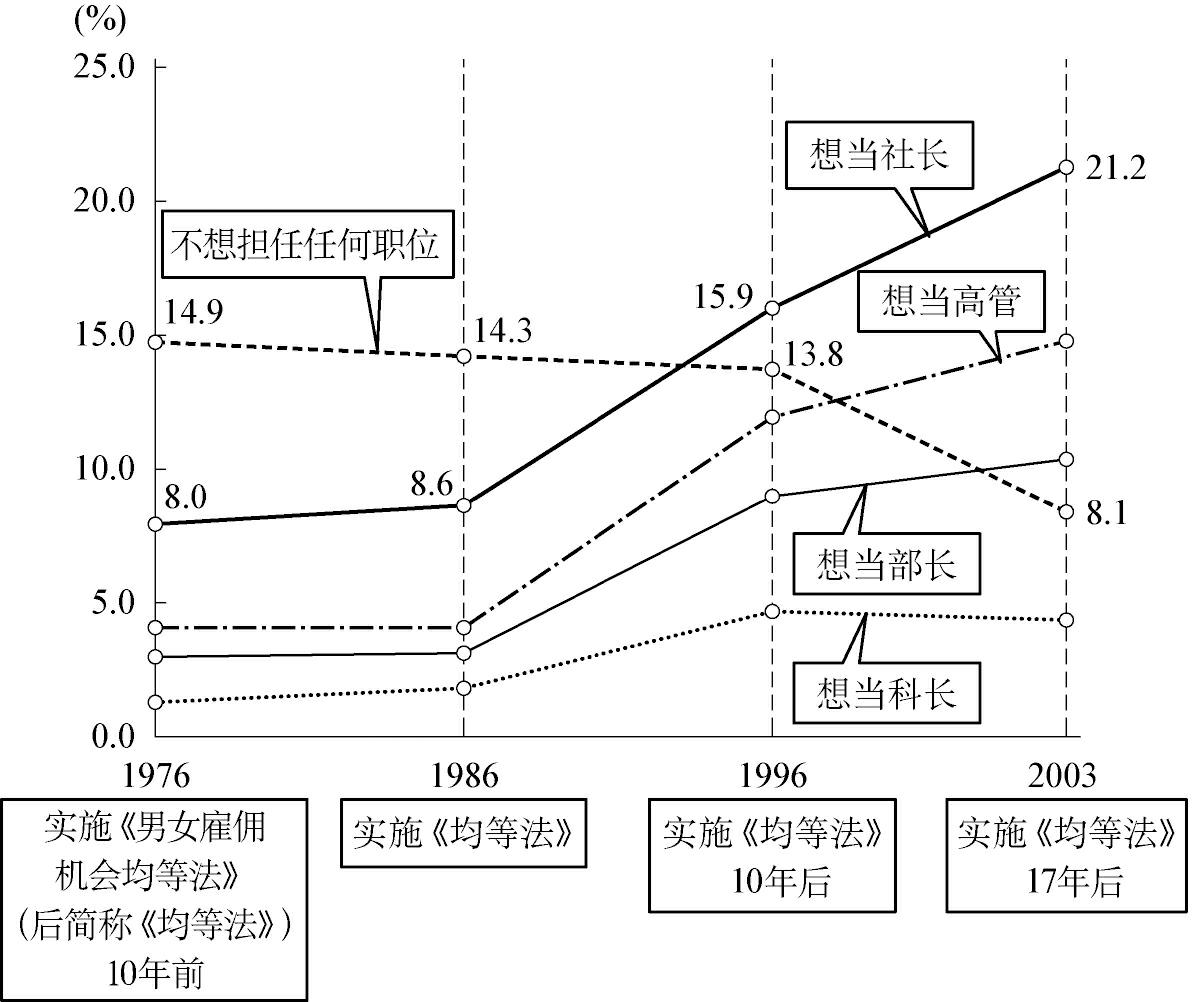 (%)
25.0
20.0
15.0
10.0
5.0
0.0
想当社长
21.2
不想担任任何职位
想当高管
14.9
14.3
15.9
13.8
8.0
8.6
8.1
想当部长
想当科长
1976
1986
1996
2003
实施《男女雇佣
机会均等法》
(后简称《均等法》)
10年前
实施《均等法》
实施《均等法》
10年后
实施《均等法》
17年后